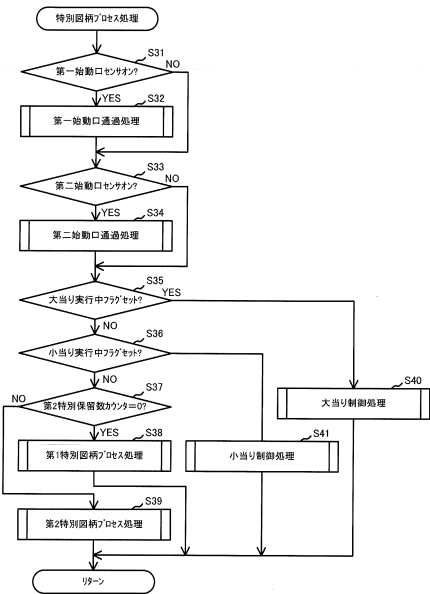 特別図柄プロセス処理
S31
第一始動口センサオン?
NO
YES
S32
第一始動口通過処理
S33
第二始動口センサオン?
NO
YES
S34
第二始動口通過処理
S35
大当り実行中フラグセット?
YES
NO
S36
小当り実行中フラグセット?
NO
S37
NO
第2特別保留数カウンタ=0?
S40
大当り制御処理
YES
S38
第1特別図柄プロセス処理
S41
小当り制御処理
S39
第2特別図柄プロセス処理
リターン